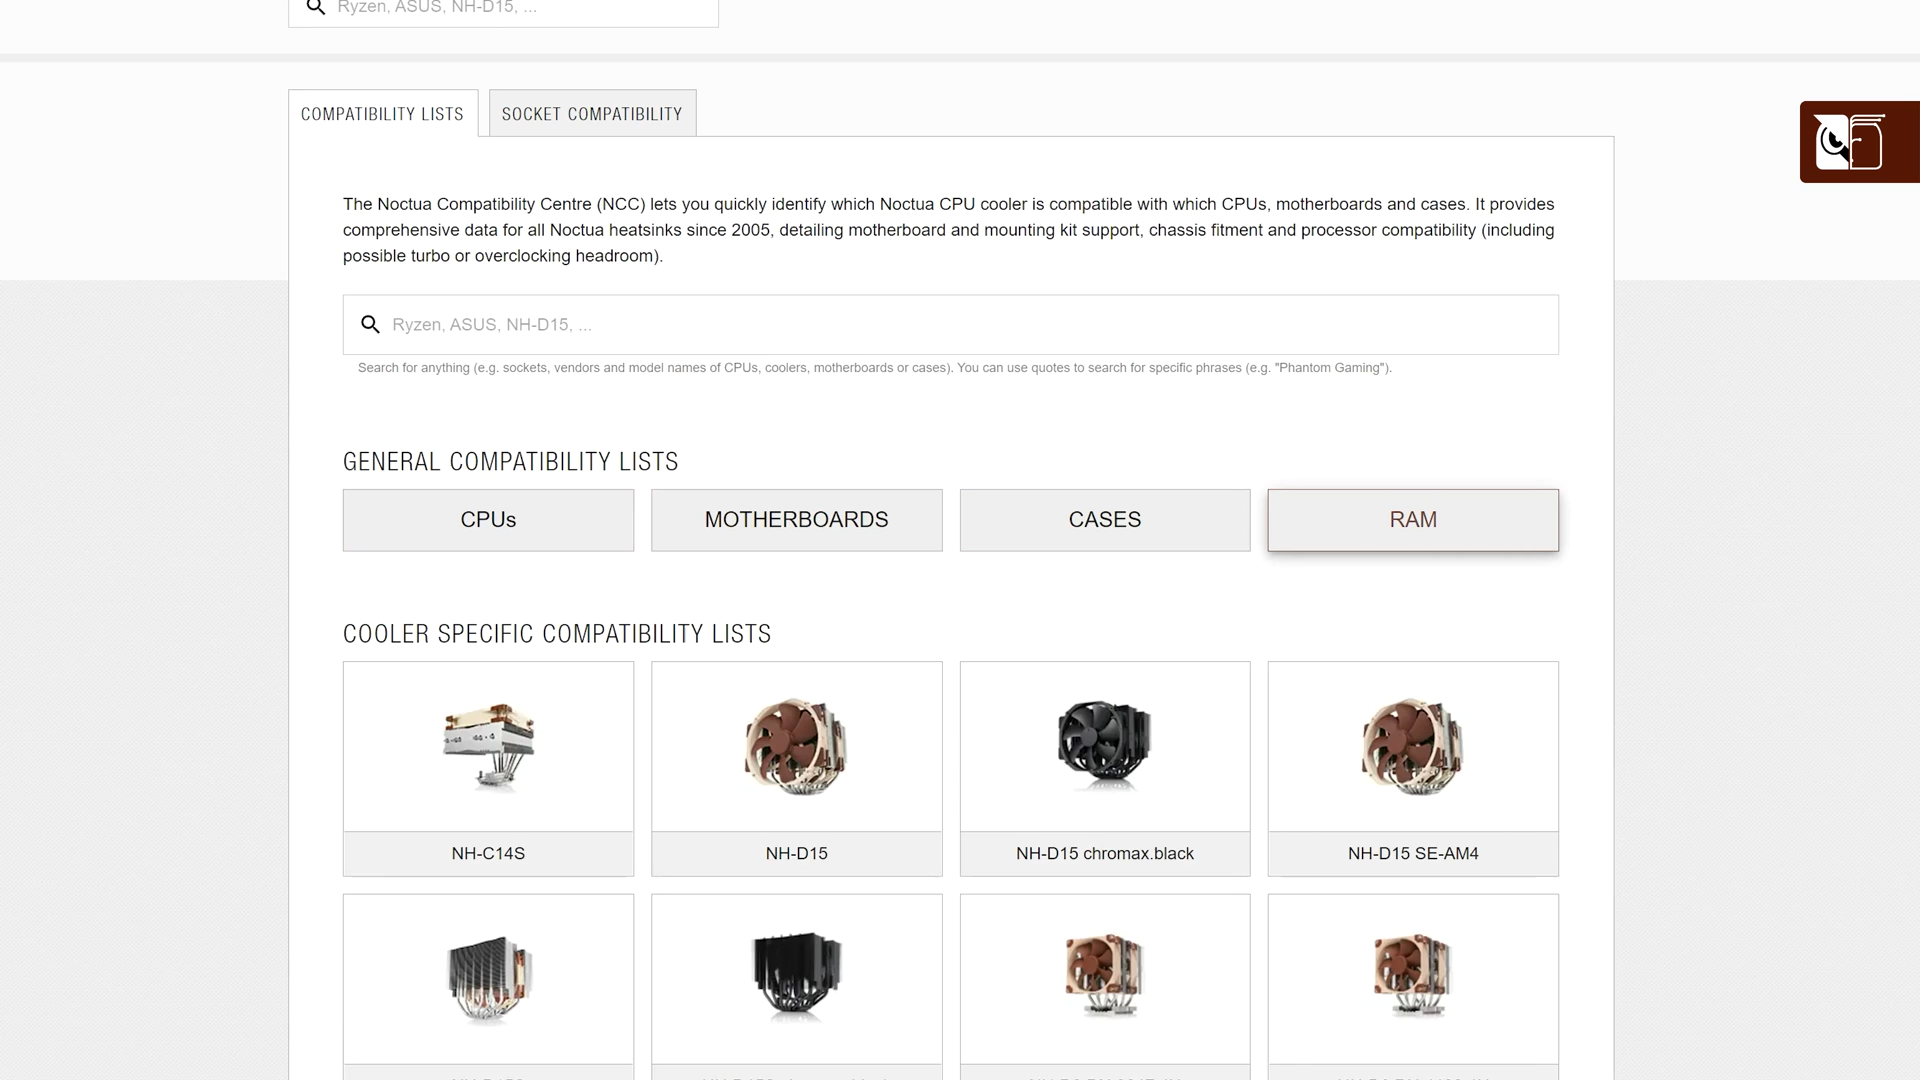 Ryzen, ASUS, NH-D15, ...
COMPATIBILITY LISTS
SOCKET COMPATIBILITY
The Noctua Compatibility Centre (NCC) lets you quickly identify which Noctua CPU cooler is compatible with which CPUs, motherboards and cases. It provides
comprehensive data for all Noctua heatsinks since 2005, detailing motherboard and mounting kit support, chassis fitment and processor compatibility (including
possible turbo or overclocking headroom).
Ryzen, ASUS, NH-D15, ...
Search for anything (e.g. sockets, vendors and model names of CPUs, coolers, motherboards or cases). You can use quotes to search for specific phrases (e.g. "Phantom Gaming").
GENERAL COMPATIBILITY LISTS
CPUs
MOTHERBOARDS
CASES
RAM
COOLER SPECIFIC COMPATIBILITY LISTS
NH-C14S
NH-D15
NH-D15 chromax.black
NH-D15 SE-AM4